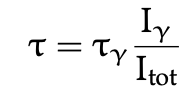 τ = τ_γ I_γ / I_tot